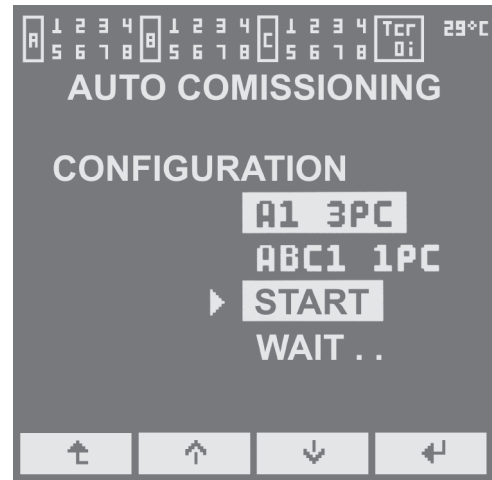 A 1 2 3 4 B 1 2 3 4 C 1 2 3 4 Tcr 29°C
5 6 7 8 5 6 7 8 5 6 7 8 0i
AUTO COMISSIONING
CONFIGURATION
A1 3PC
ABC1 1PC
START
WAIT . .